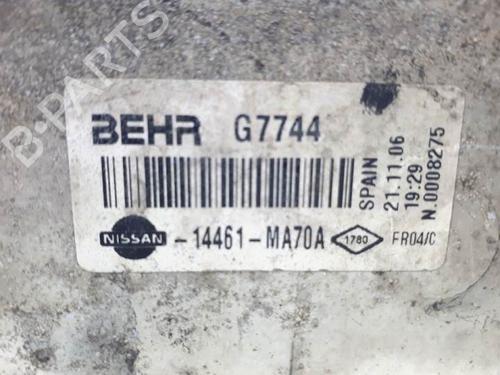 B-PARTS
BEHR G7744
SPAIN
21.11.06
19:29
N.0008275
NISSAN -14461-MA70A 1780 FR04/C